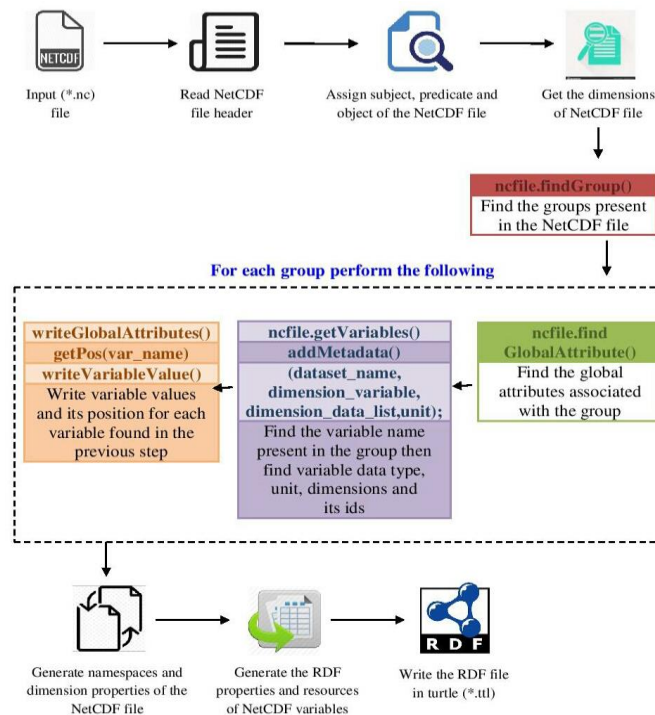 NETCDF
Input (*.nc)
file
Read NetCDF
file header
Assign subject, predicate and
object of the NetCDF file
Get the dimensions
of NetCDF file
ncfile.findGroup()
Find the groups present
in the NetCDF file
For each group perform the following
writeGlobalAttributes()
getPos(var_name)
writeVariableValue()
Write variable values
and its position for each
variable found in the
previous step
ncfile.getVariables()
addMetadata()
(dataset_name,
dimension_variable,
dimension_data_list,unit);
Find the variable name
present in the group then
find variable data type,
unit, dimensions and
its ids
ncfile.find
GlobalAttribute()
Find the global
attributes associated
with the group
Generate namespaces and
dimension properties of the
NetCDF file
Generate the RDF
properties and resources
of NetCDF variables
RDF
Write the RDF file
in turtle (*.ttl)